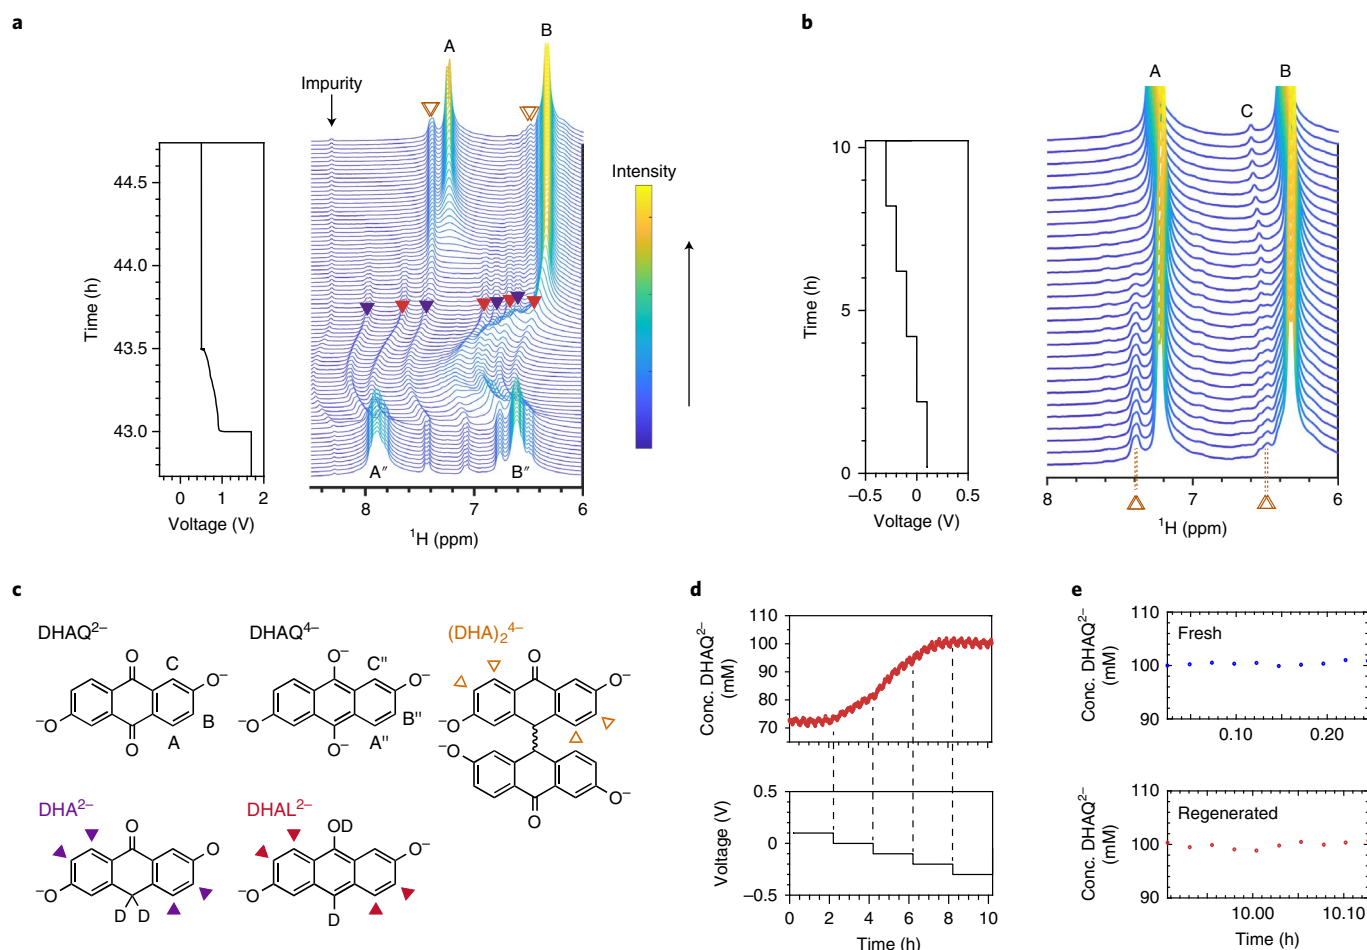 a
A
B
Impurity
Intensity
44.5
44.0
43.5
43.0
Time (h)
0
1
2
Voltage (V)
A″
B″
8
7
6
¹H (ppm)
b
A
B
C
10
5
0
Time (h)
−0.5
0
0.5
Voltage (V)
8
7
6
¹H (ppm)
c
DHAQ²⁻
O
C
O⁻
⁻O
B
O
A
DHAQ⁴⁻
O⁻
C″
O⁻
⁻O
B″
O⁻
A″
(DHA)₂⁴⁻
O
O⁻
⁻O
⁻O
O⁻
O
DHA²⁻
O
O
⁻O
D D
DHAL²⁻
OD
O⁻
⁻O
D
d
110
100
90
80
70
Conc. DHAQ²⁻
(mM)
0.5
0
−0.5
Voltage (V)
0
2
4
6
8
10
Time (h)
e
110
100
90
Conc. DHAQ²⁻
(mM)
Fresh
0.10
0.20
110
100
90
Conc. DHAQ²⁻
(mM)
Regenerated
10.00
10.10
Time (h)